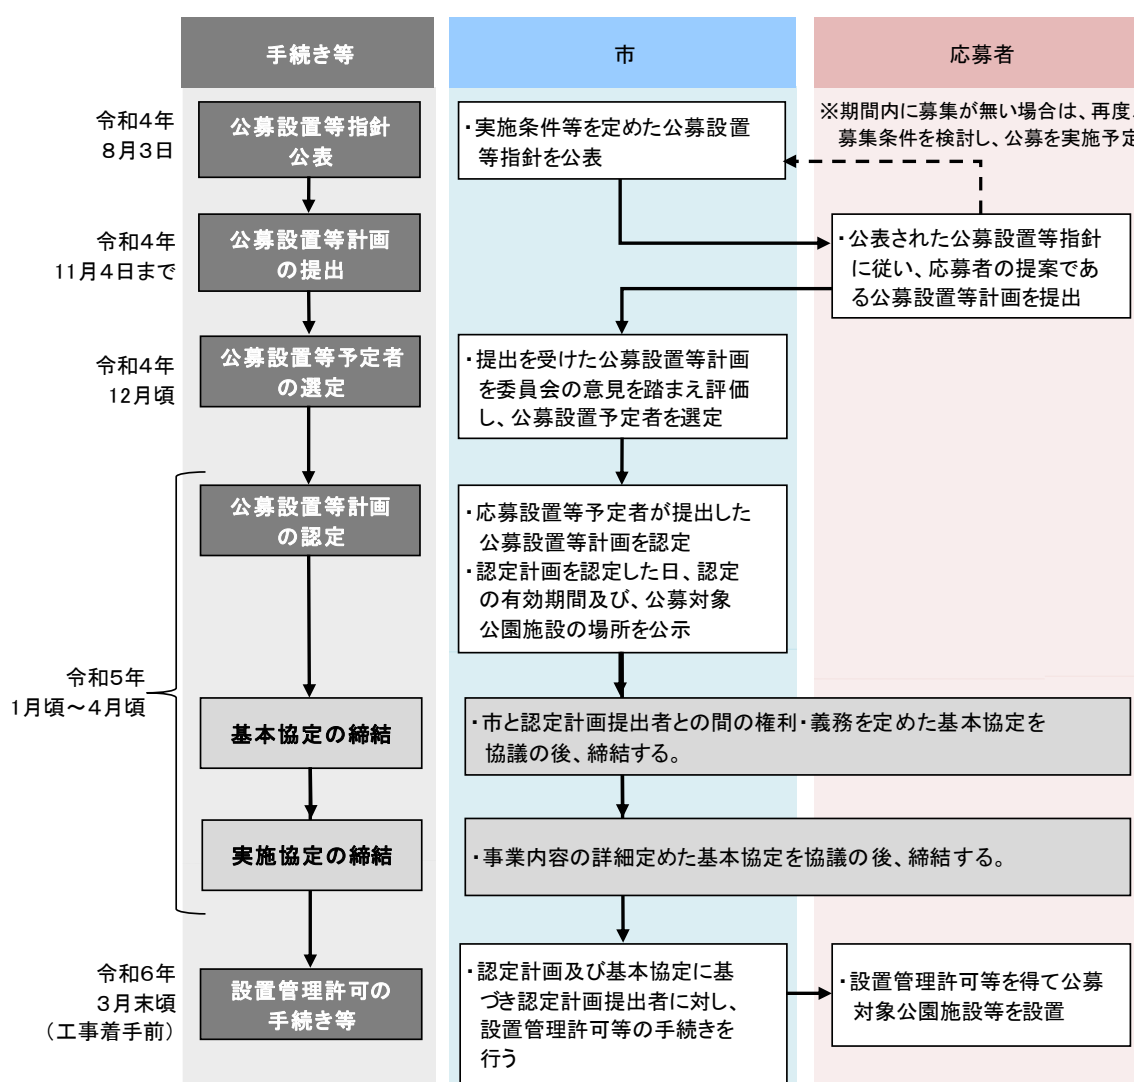 手続き等
市
応募者
令和4年
8月3日
公募設置等指針
公表
・実施条件等を定めた公募設置
等指針を公表
※期間内に募集が無い場合は、再度、
募集条件を検討し、公募を実施予定
令和4年
11月4日まで
公募設置等計画
の提出
・公表された公募設置等指針
に従い、応募者の提案であ
る公募設置等計画を提出
令和4年
12月頃
公募設置等予定者
の選定
・提出を受けた公募設置等計画
を委員会の意見を踏まえ評価
し、公募設置予定者を選定
公募設置等計画
の認定
・応募設置等予定者が提出した
公募設置等計画を認定
・認定計画を認定した日、認定
の有効期間及び、公募対象
公園施設の場所を公示
令和5年
1月頃～4月頃
基本協定の締結
・市と認定計画提出者との間の権利・義務を定めた基本協定を
協議の後、締結する。
実施協定の締結
・事業内容の詳細定めた基本協定を協議の後、締結する。
令和6年
3月末頃
（工事着手前）
設置管理許可の
手続き等
・認定計画及び基本協定に基
づき認定計画提出者に対し、
設置管理許可等の手続きを
行う
・設置管理許可等を得て公募
対象公園施設等を設置